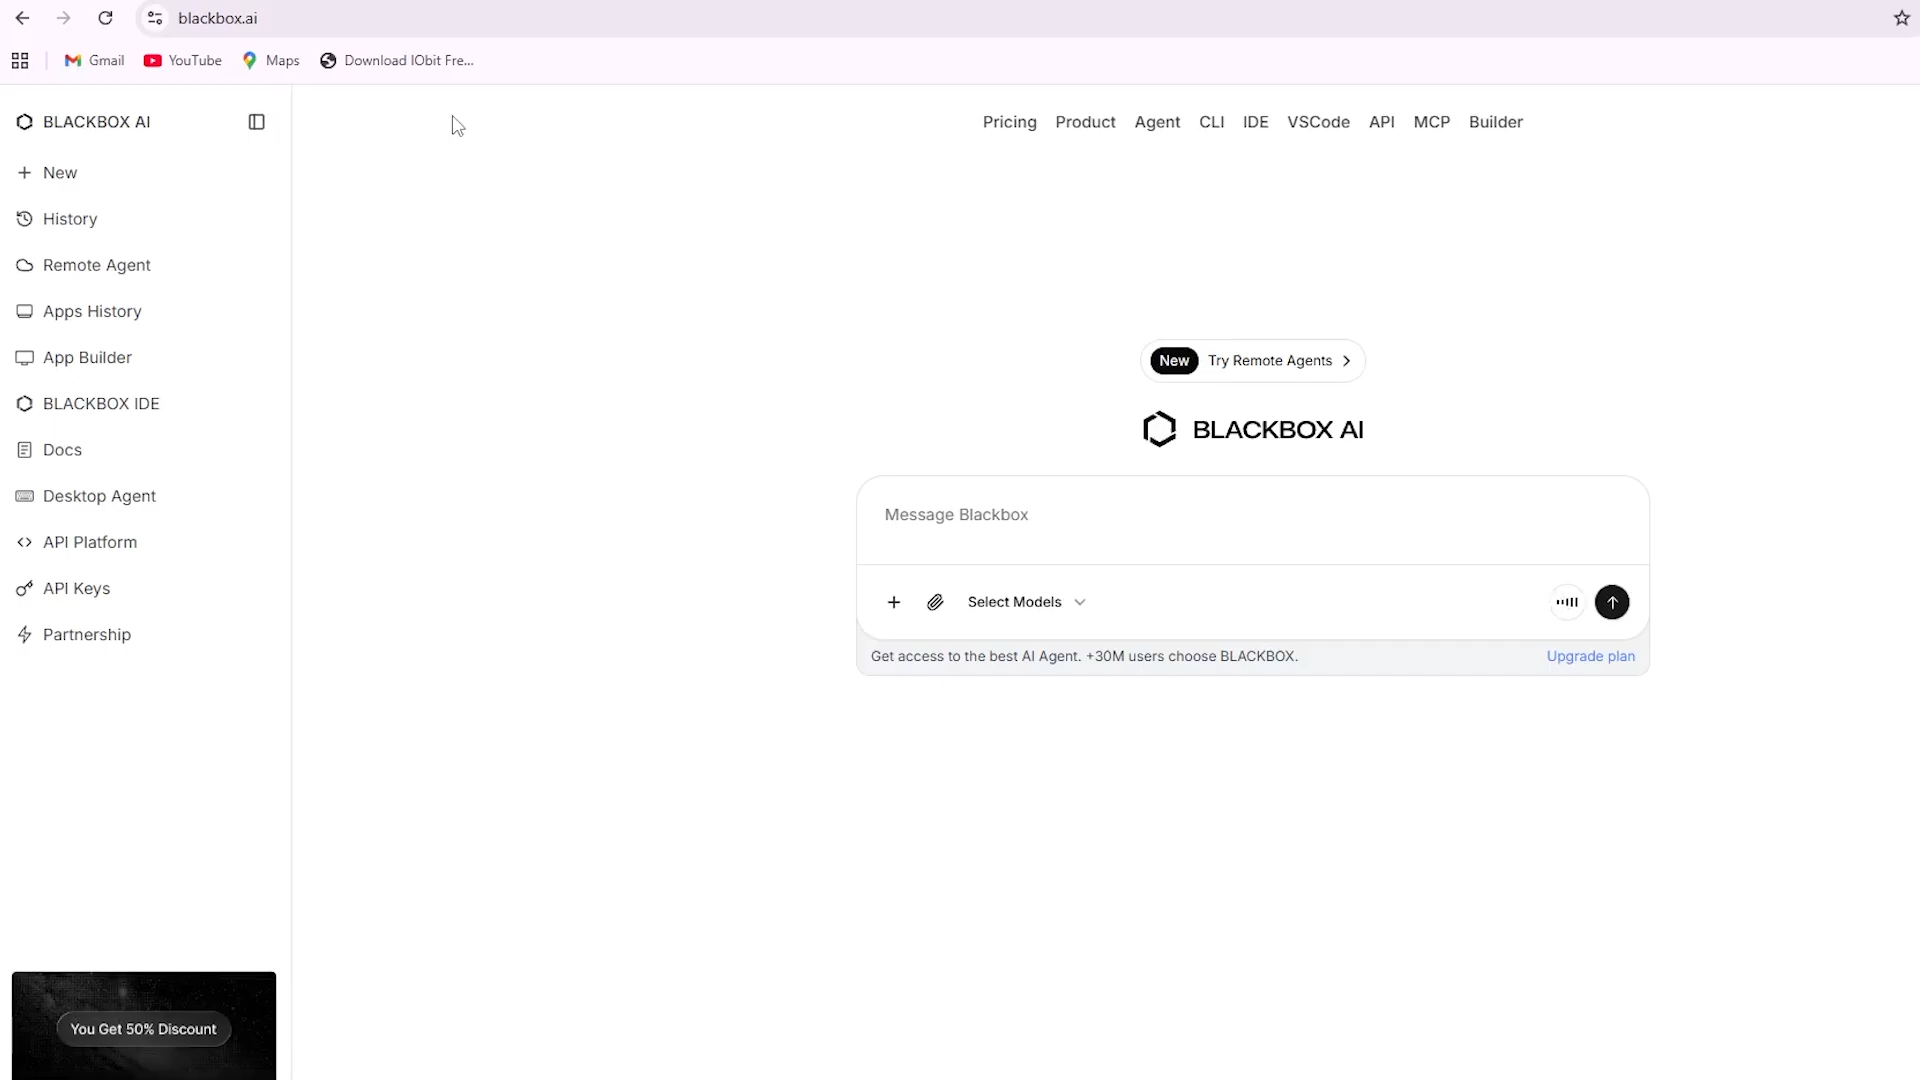 blackbox.ai
Gmail YouTube Maps Download IObit Fre...
BLACKBOX AI
New
History
Remote Agent
Apps History
App Builder
BLACKBOX IDE
Docs
Desktop Agent
API Platform
API Keys
Partnership
You Get 50% Discount
Pricing Product Agent CLI IDE VSCode API MCP Builder
New Try Remote Agents
BLACKBOX AI
Message Blackbox
Select Models
Get access to the best AI Agent. +30M users choose BLACKBOX. Upgrade plan